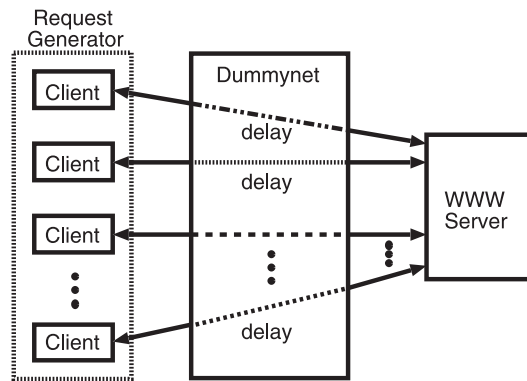 Request
Generator
Dummynet
Client
delay
Client
delay
WWW
Server
Client
Client
delay